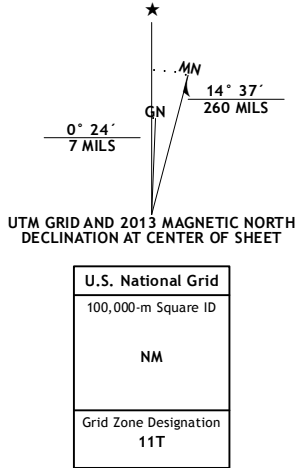 MN
GN
14° 37´
260 MILS
0° 24´
7 MILS
UTM GRID AND 2013 MAGNETIC NORTH
DECLINATION AT CENTER OF SHEET
U.S. National Grid
100,000-m Square ID
NM
Grid Zone Designation
11T